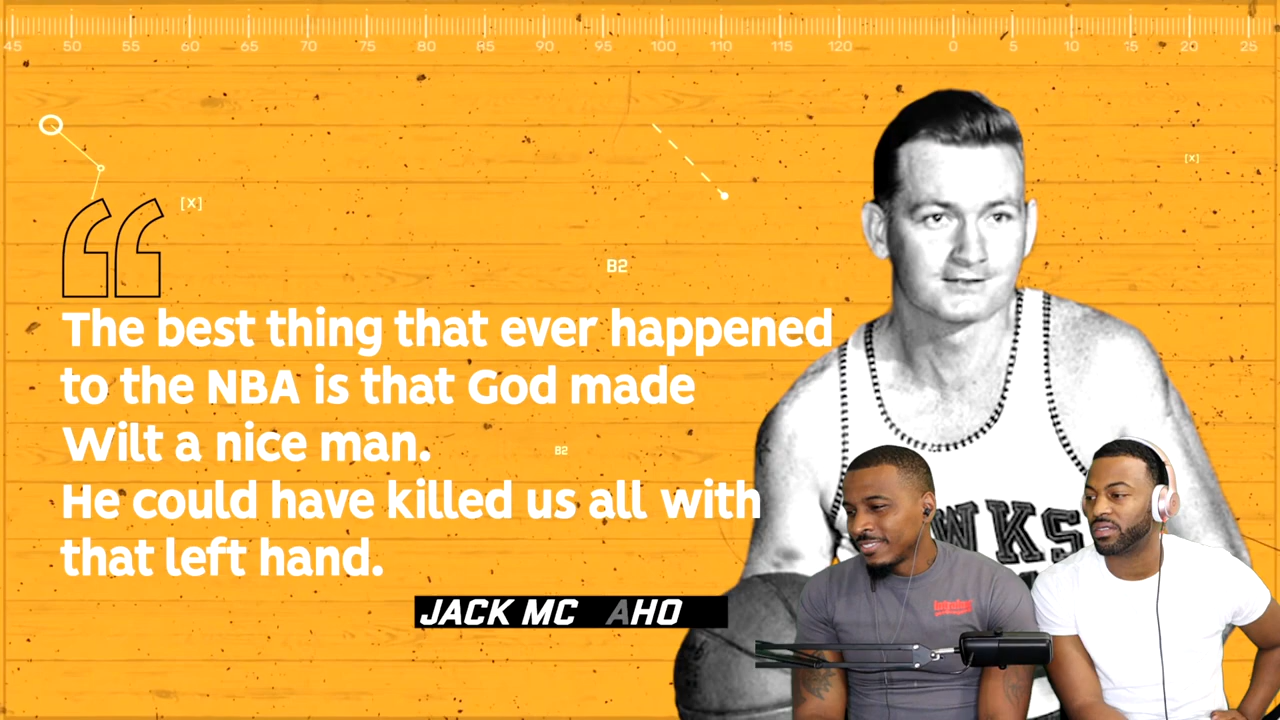 45 50 55 60 65 70 75 80 85 90 95 100 110 115 120 0 5 10 15 20 25
[X]
[X]
B2
The best thing that ever happened
to the NBA is that God made
Wilt a nice man.
B2
He could have killed us all with
that left hand.
WKS
JACK MC AHO